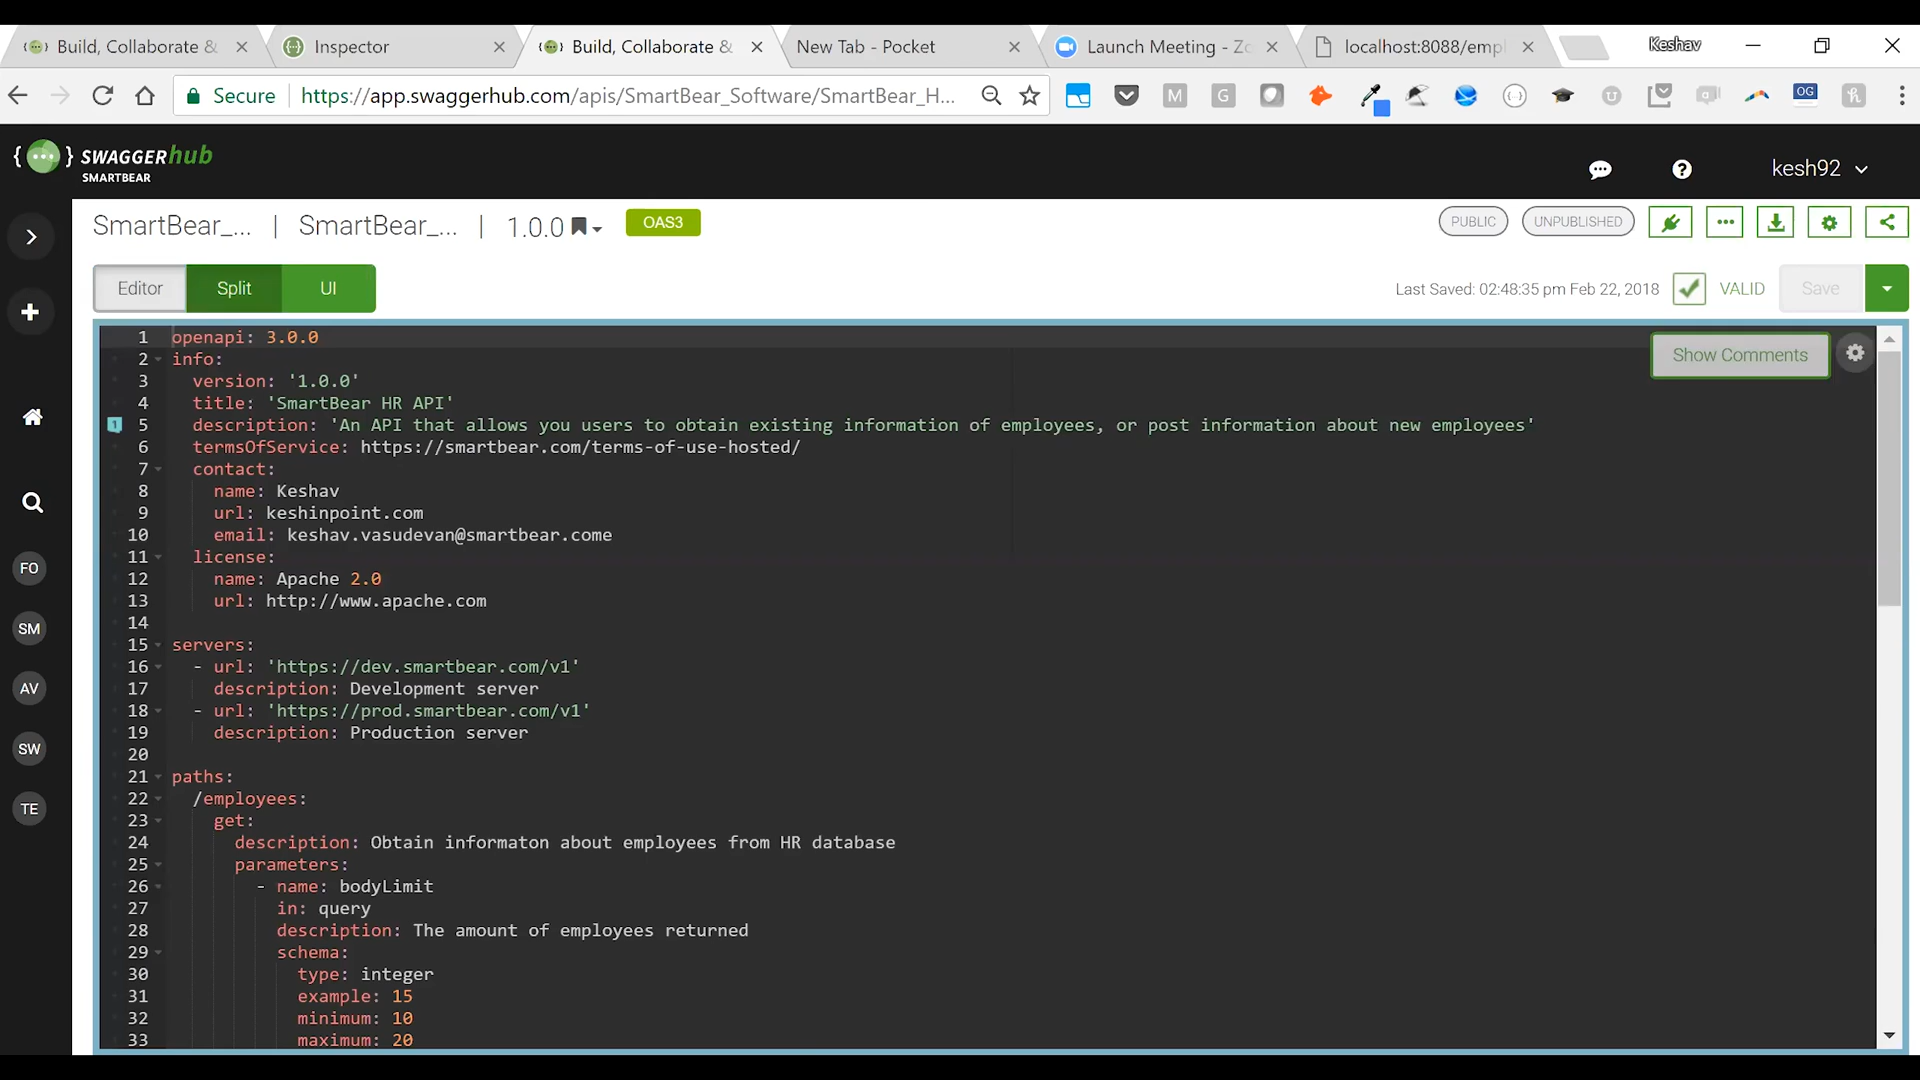 Build, Collaborate &
Inspector
Build, Collaborate &
New Tab - Pocket
Launch Meeting - Zo
localhost:8088/empl
Keshav
Secure
https://app.swaggerhub.com/apis/SmartBear_Software/SmartBear_H...
M
G
U
a
OG
h
SWAGGERhub
SMARTBEAR
kesh92
SmartBear_... | SmartBear_... | 1.0.0
OAS3
PUBLIC
UNPUBLISHED
Editor
Split
UI
Last Saved: 02:48:35 pm Feb 22, 2018
VALID
Save
Show Comments
FO
SM
AV
SW
TE
1 openapi: 3.0.0
2 info:
3 version: '1.0.0'
4 title: 'SmartBear HR API'
1 5 description: 'An API that allows you users to obtain existing information of employees, or post information about new employees'
6 termsOfService: https://smartbear.com/terms-of-use-hosted/
7 contact:
8 name: Keshav
9 url: keshinpoint.com
10 email: keshav.vasudevan@smartbear.come
11 license:
12 name: Apache 2.0
13 url: http://www.apache.com
14
15 servers:
16 - url: 'https://dev.smartbear.com/v1'
17 description: Development server
18 - url: 'https://prod.smartbear.com/v1'
19 description: Production server
20
21 paths:
22 /employees:
23 get:
24 description: Obtain informaton about employees from HR database
25 parameters:
26 - name: bodyLimit
27 in: query
28 description: The amount of employees returned
29 schema:
30 type: integer
31 example: 15
32 minimum: 10
33 maximum: 20